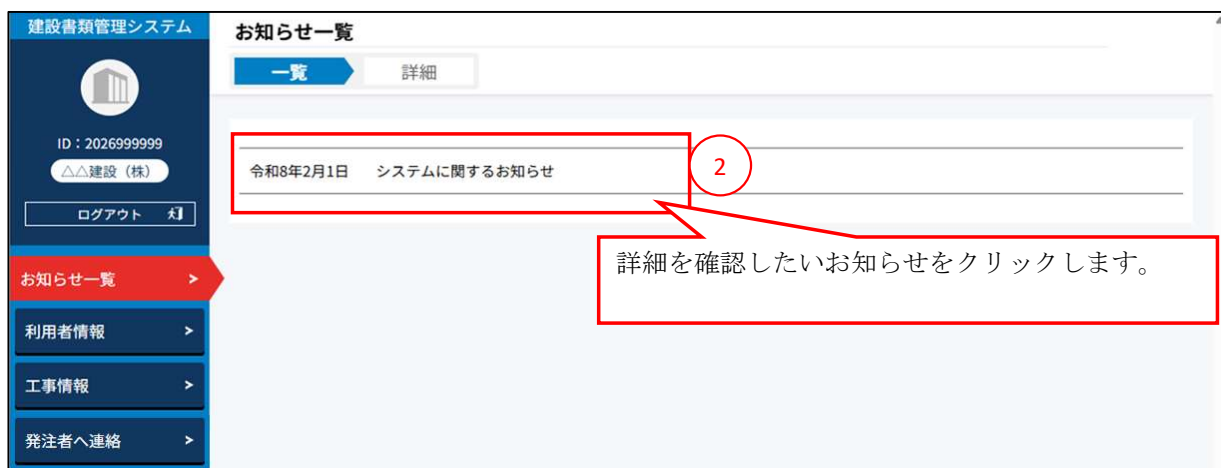 建設書類管理システム
ID：2026999999
△△建設（株）
ログアウト
お知らせ一覧 >
利用者情報 >
工事情報 >
発注者へ連絡 >
お知らせ一覧
一覧 詳細
令和8年2月1日 システムに関するお知らせ
2
詳細を確認したいお知らせをクリックします。